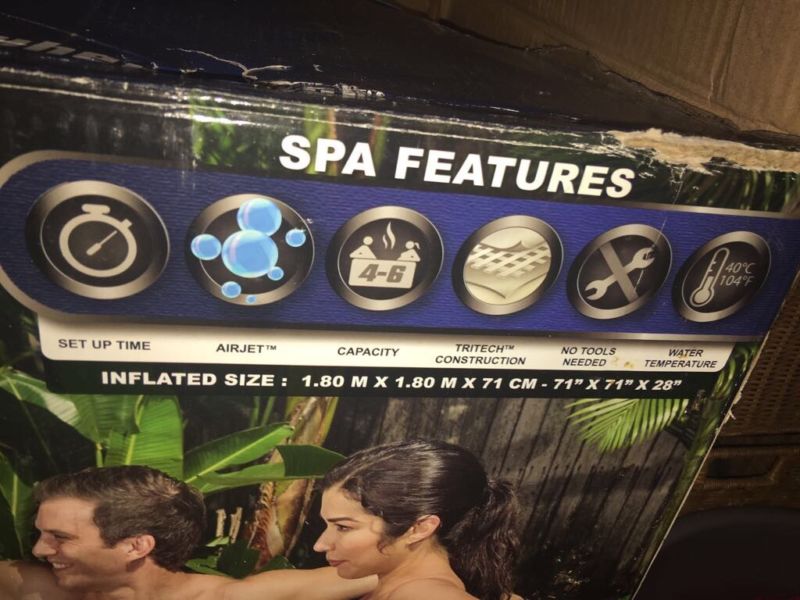 SPA FEATURES
4-6
40°C
104°F
SET UP TIME
AIRJET™
CAPACITY
TRITECH™
CONSTRUCTION
NO TOOLS
NEEDED
WATER
TEMPERATURE
INFLATED SIZE : 1.80 M X 1.80 M X 71 CM - 71” X 71” X 28”